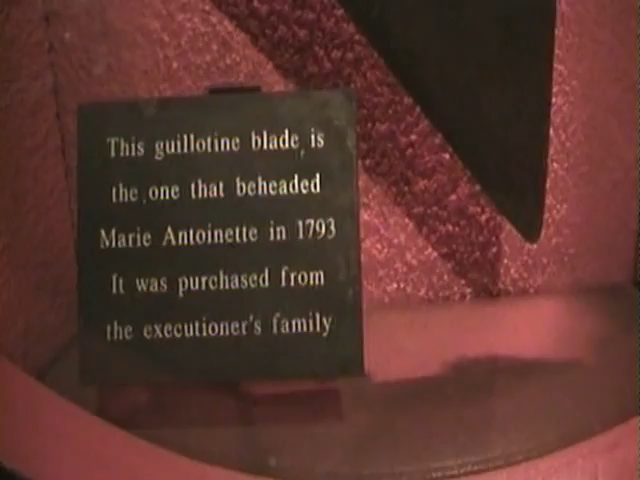 This guillotine blade is
the one that beheaded
Marie Antoinette in 1793
It was purchased from
the executioner's family